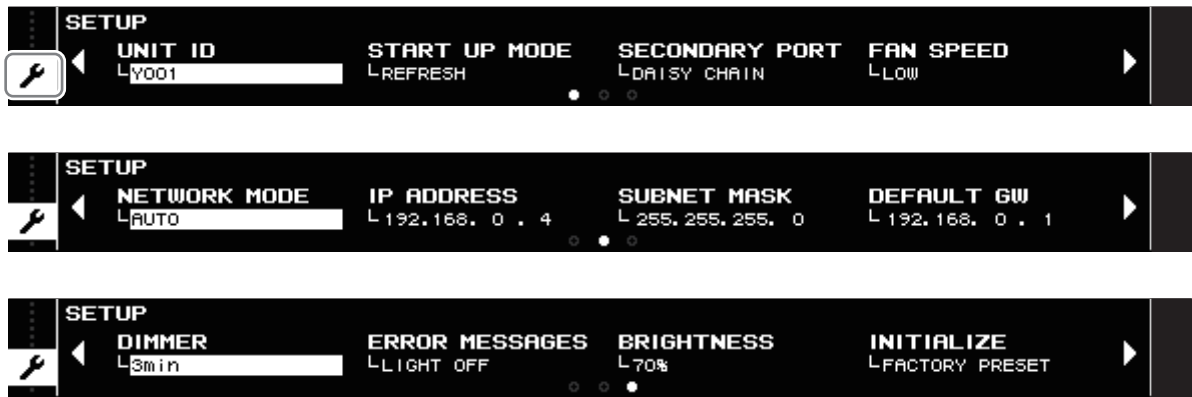 SETUP
UNIT ID START UP MODE SECONDARY PORT FAN SPEED
Y001 REFRESH DAISY CHAIN LOW
SETUP
NETWORK MODE IP ADDRESS SUBNET MASK DEFAULT GW
AUTO 192.168. 0 . 4 255.255.255. 0 192.168. 0 . 1
SETUP
DIMMER ERROR MESSAGES BRIGHTNESS INITIALIZE
3min LIGHT OFF 70% FACTORY PRESET